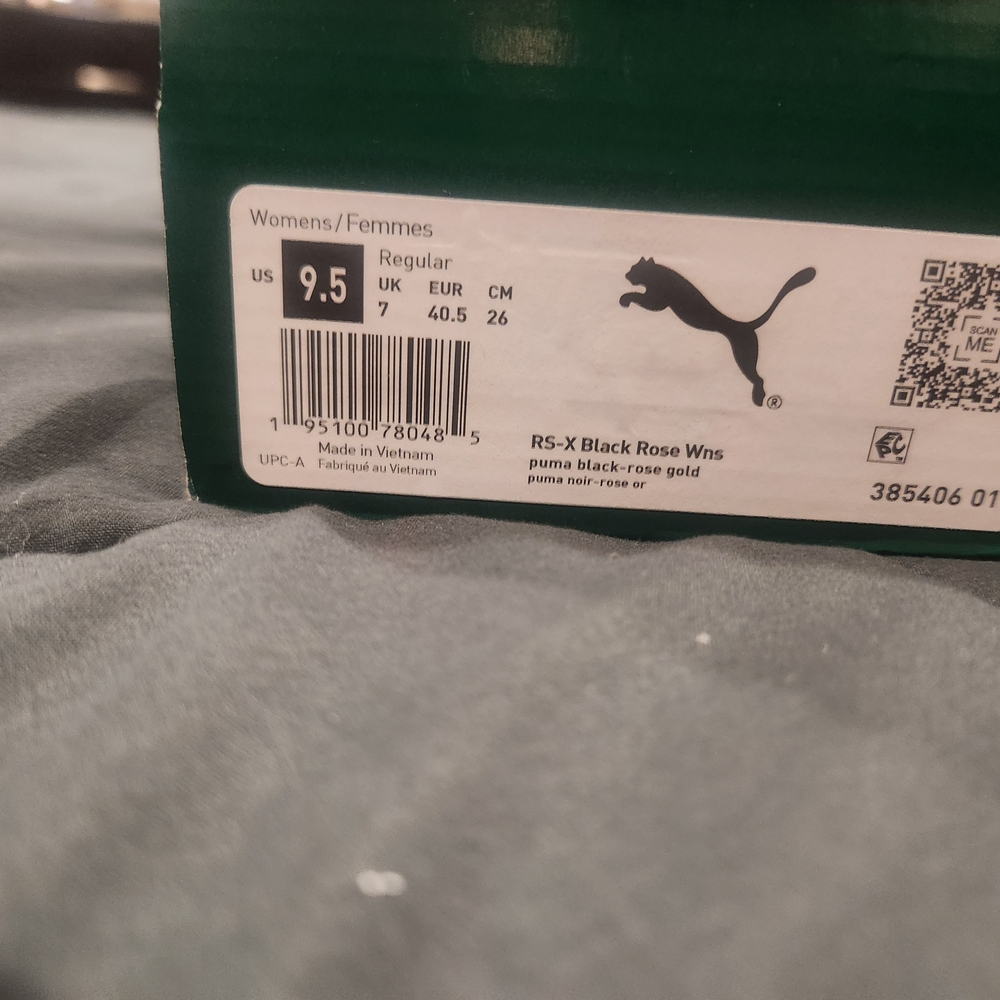 Womens/Femmes
US 9.5
Regular
UK EUR CM
7 40.5 26
1 95100 78048 5
UPC-A
Made in Vietnam
Fabriqué au Vietnam
RS-X Black Rose Wns
puma black-rose gold
puma noir-rose or
®
SCAN
ME
EPC
TM
385406 01